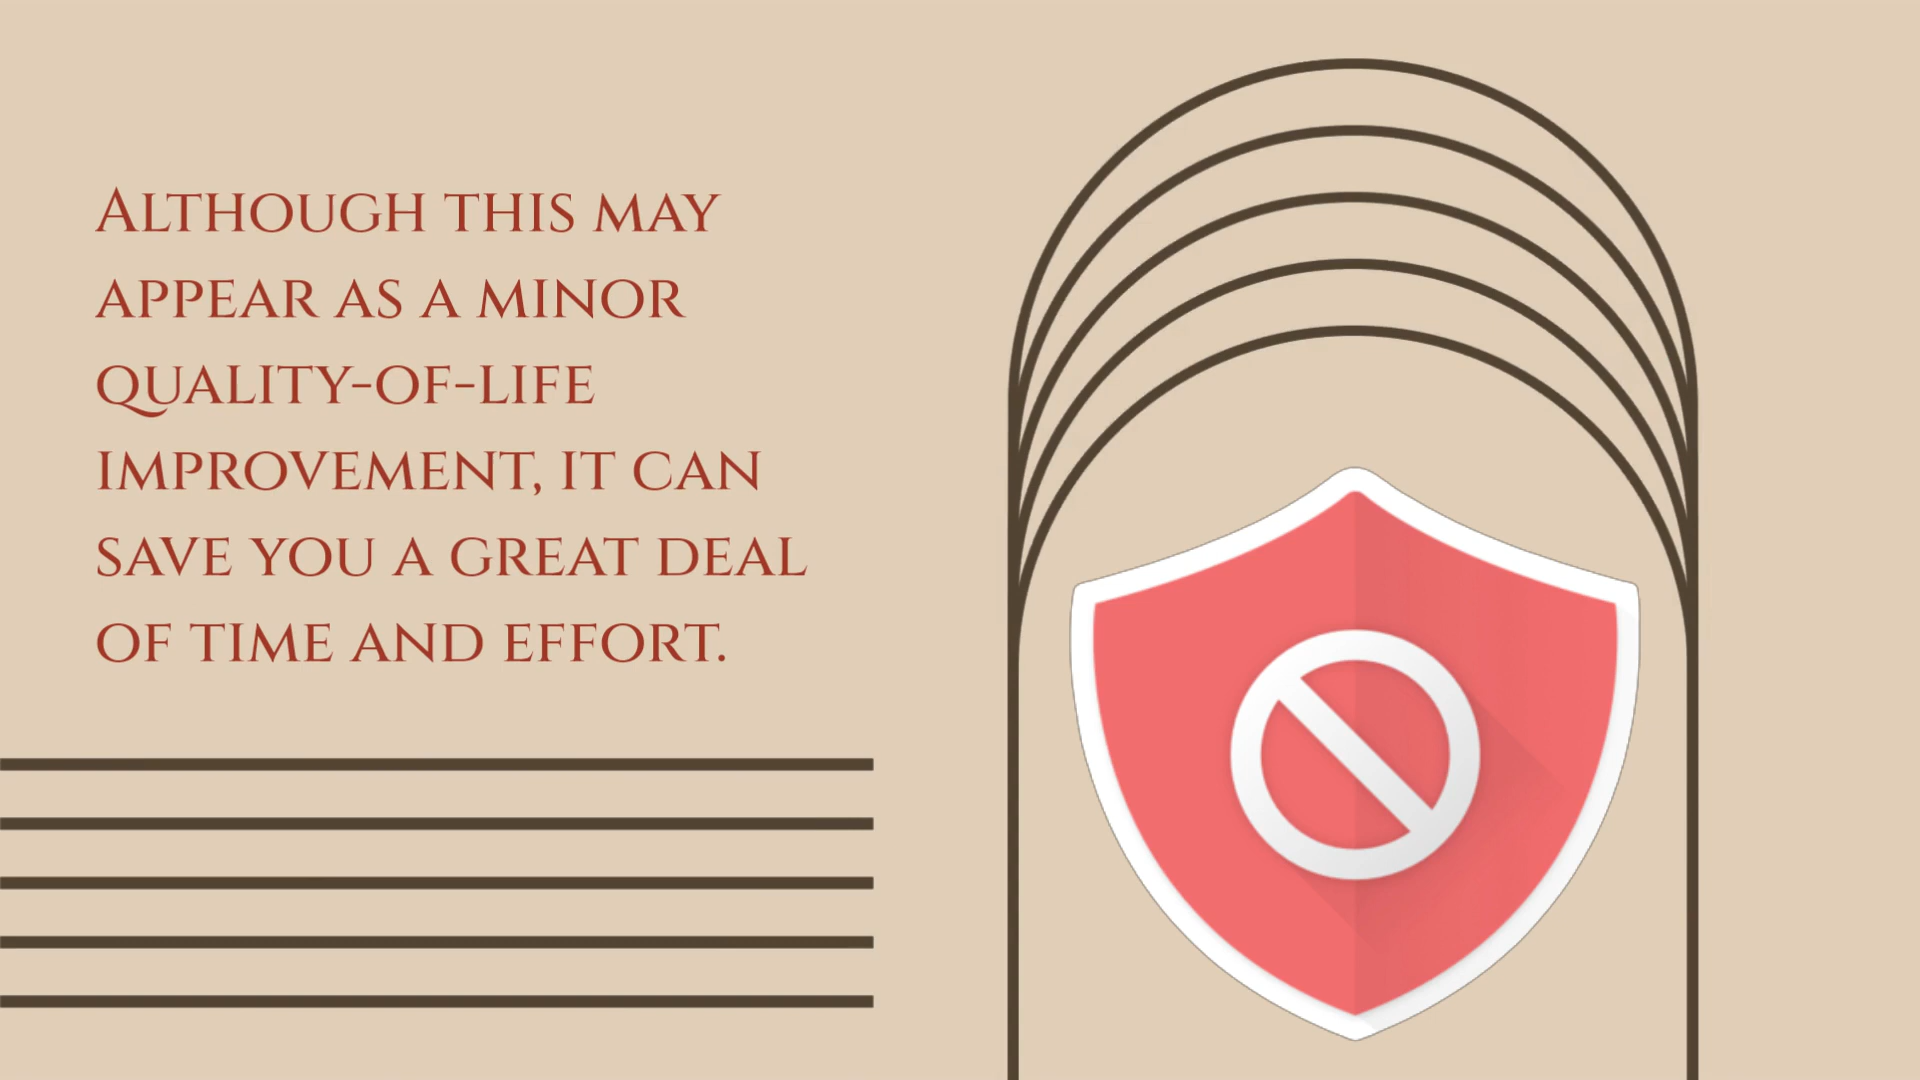 Although this may
appear as a minor
quality-of-life
improvement, it can
save you a great deal
of time and effort.